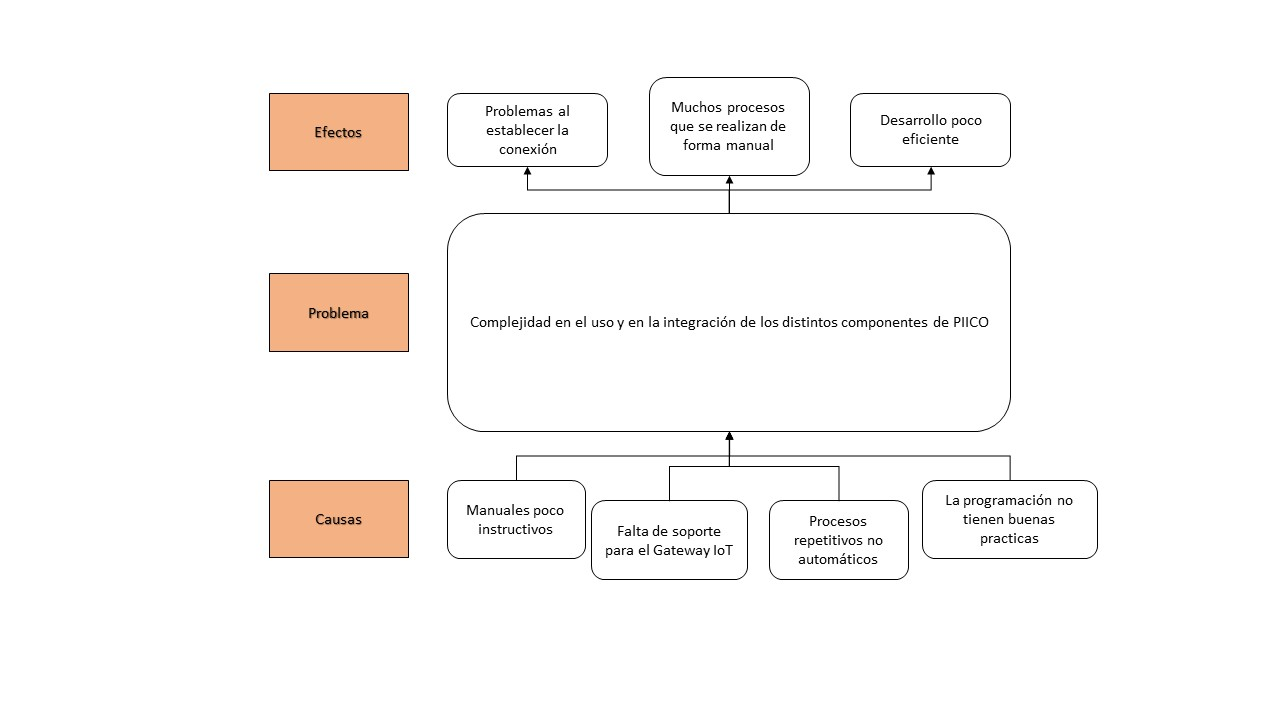 Efectos
Problemas al
establecer la
conexión
Muchos procesos
que se realizan de
forma manual
Desarrollo poco
eficiente
Problema
Complejidad en el uso y en la integración de los distintos componentes de PIICO
Causas
Manuales poco
instructivos
Falta de soporte
para el Gateway IoT
Procesos
repetitivos no
automáticos
La programación no
tienen buenas
practicas